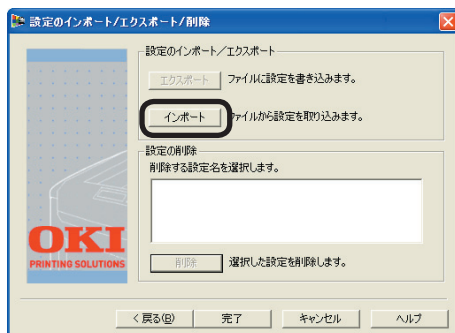 設定のインポート/エクスポート/削除
設定のインポート/エクスポート
エクスポート ファイルに設定を書き込みます。
インポート ファイルから設定を取り込みます。
設定の削除
削除する設定名を選択します。
OKI
PRINTING SOLUTIONS
削除 選択した設定を削除します。
< 戻る(B) 完了 キャンセル ヘルプ